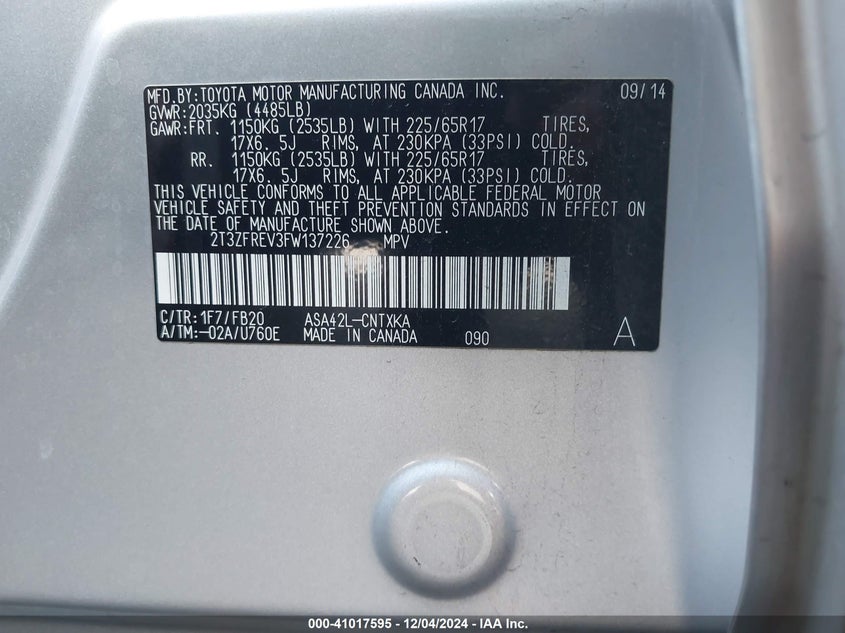 MFD.BY:TOYOTA MOTOR MANUFACTURING CANADA INC. 09/14
GVWR:2035KG (4485LB)
GAWR:FRT. 1150KG (2535LB) WITH 225/65R17 TIRES,
17X6. 5J RIMS, AT 230KPA (33PSI) COLD.
RR. 1150KG (2535LB) WITH 225/65R17 TIRES,
17X6. 5J RIMS, AT 230KPA (33PSI) COLD.
THIS VEHICLE CONFORMS TO ALL APPLICABLE FEDERAL MOTOR
VEHICLE SAFETY AND THEFT PREVENTION STANDARDS IN EFFECT ON
THE DATE OF MANUFACTURE SHOWN ABOVE.
2T3ZFREV3FW137226 MPV
C/TR:1F7/FB20 ASA42L-CNTXKA
A/TM:-02A/U760E MADE IN CANADA 090 A
000-41017595 - 12/04/2024 - IAA Inc.